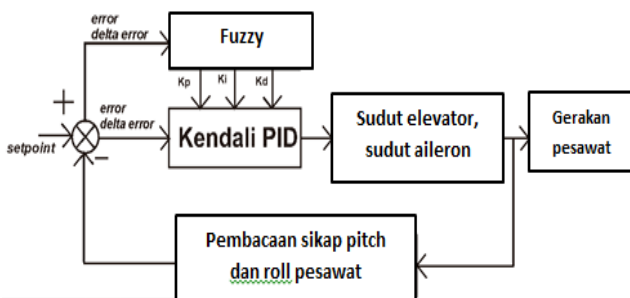 error
delta error
Fuzzy
Kp Ki Kd
+
error
delta error
setpoint
−
Kendali PID
Sudut elevator,
sudut aileron
Gerakan
pesawat
Pembacaan sikap pitch
dan roll pesawat